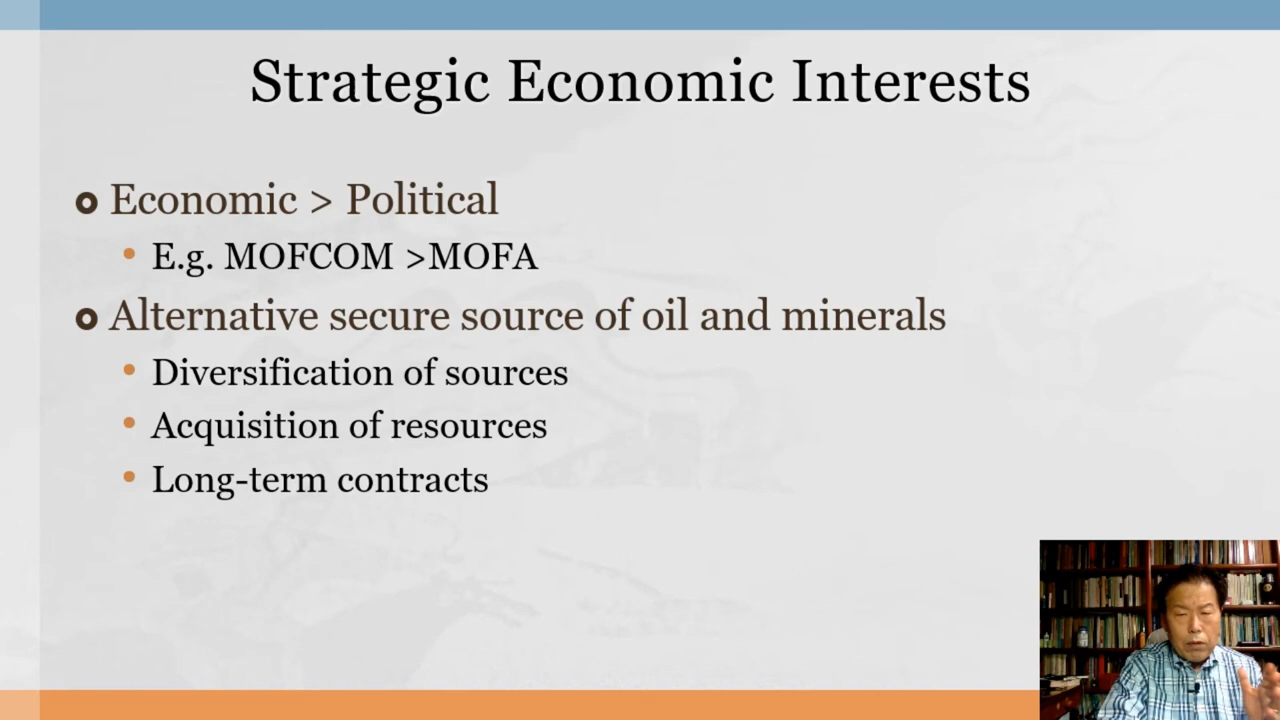 Strategic Economic Interests
Economic > Political
E.g. MOFCOM >MOFA
Alternative secure source of oil and minerals
Diversification of sources
Acquisition of resources
Long-term contracts